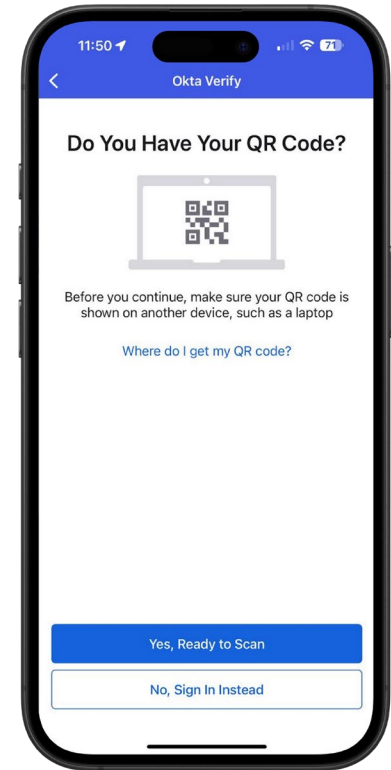 11:50
71
Okta Verify
Do You Have Your QR Code?
Before you continue, make sure your QR code is
shown on another device, such as a laptop
Where do I get my QR code?
Yes, Ready to Scan
No, Sign In Instead